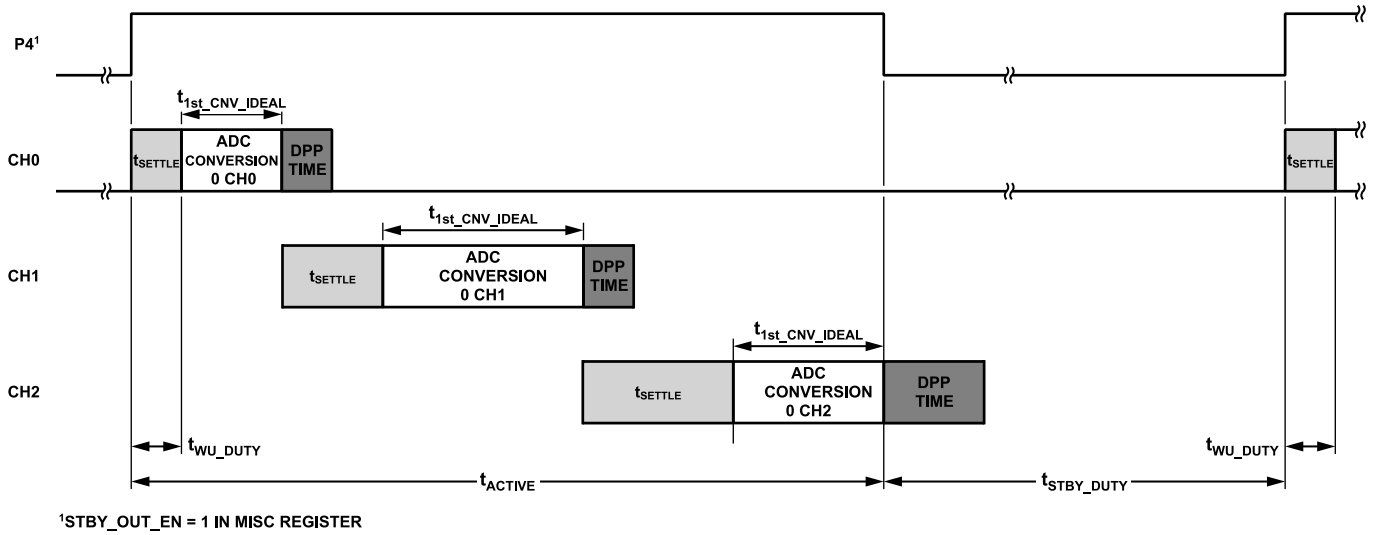 P4¹
t1st_CNV_IDEAL
CH0
tSETTLE
ADC
CONVERSION
0 CH0
DPP
TIME
tSETTLE
t1st_CNV_IDEAL
CH1
tSETTLE
ADC
CONVERSION
0 CH1
DPP
TIME
t1st_CNV_IDEAL
CH2
tSETTLE
ADC
CONVERSION
0 CH2
DPP
TIME
tWU_DUTY
tWU_DUTY
tACTIVE
tSTBY_DUTY
¹STBY_OUT_EN = 1 IN MISC REGISTER